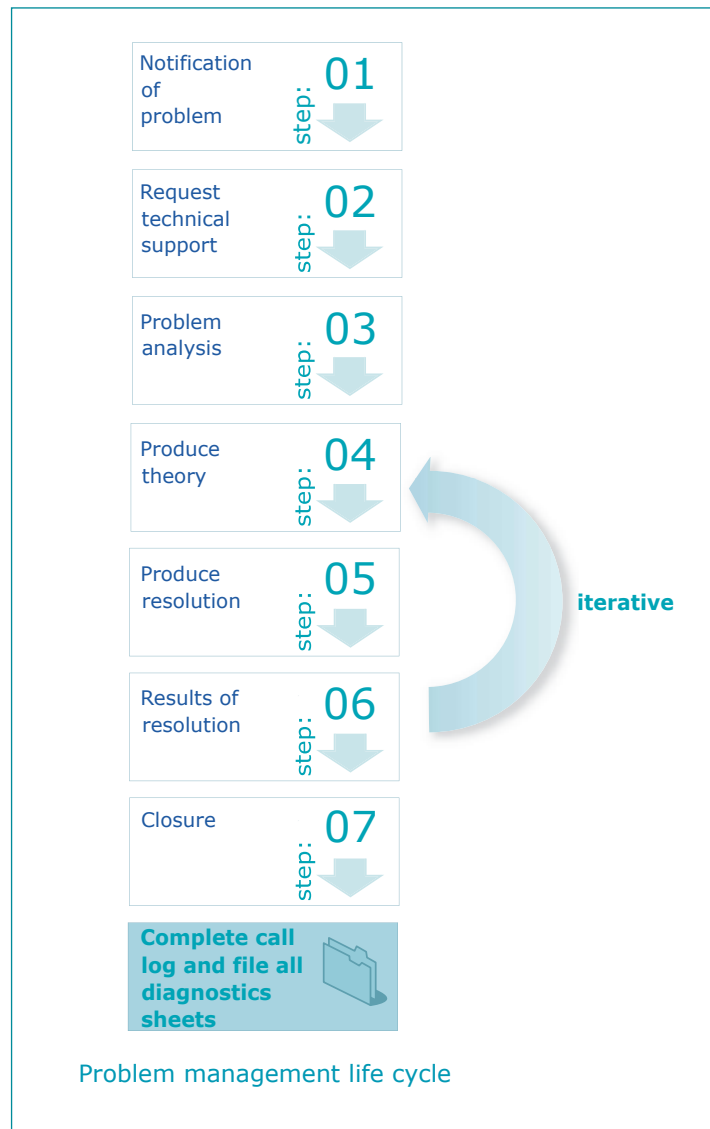 Notification
of
problem
step:
01
Request
technical
support
step:
02
Problem
analysis
step:
03
Produce
theory
step:
04
Produce
resolution
step:
05
iterative
Results of
resolution
step:
06
Closure
step:
07
Complete call
log and file all
diagnostics
sheets
Problem management life cycle